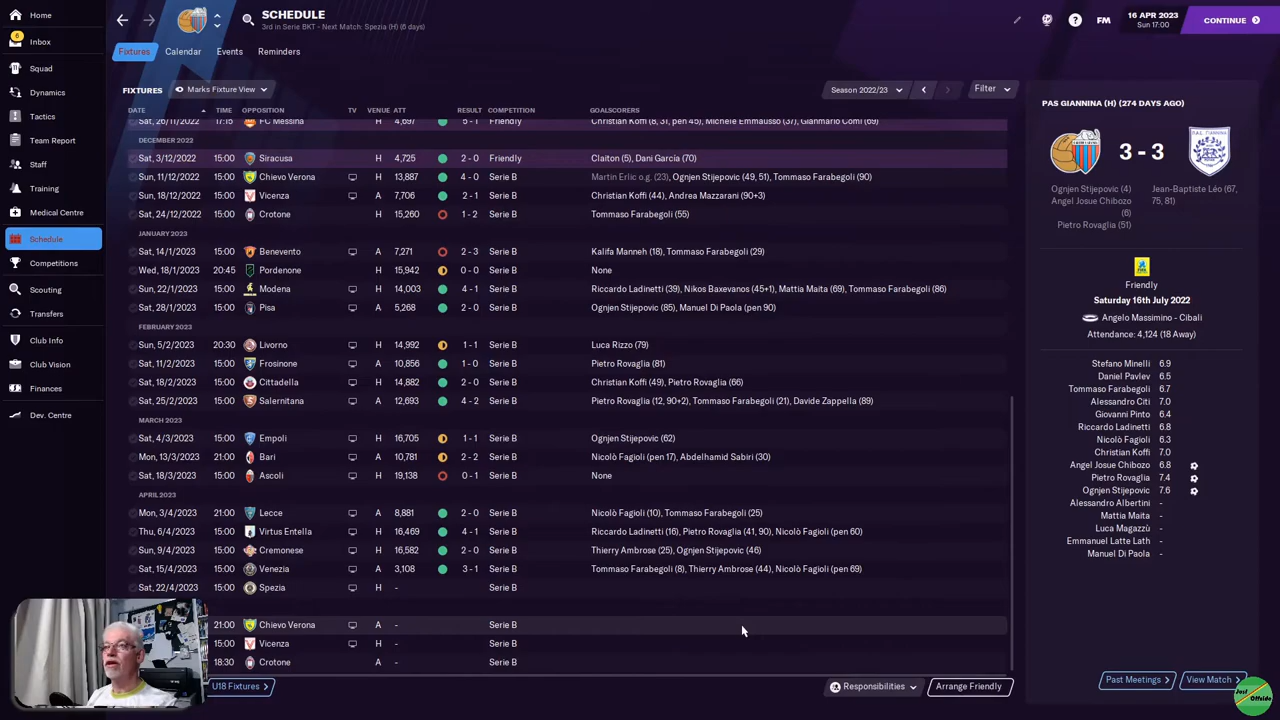 Home
SCHEDULE
3rd in Serie BKT - Next Match: Spezia (H) (6 days)
FM
16 APR 2023
Sun 17:00
CONTINUE
6
Inbox
Fixtures
Calendar
Events
Reminders
Squad
Dynamics
Tactics
Team Report
Staff
Training
Medical Centre
Schedule
Competitions
Scouting
Transfers
Club Info
Club Vision
Finances
Dev. Centre
FIXTURES
Marks Fixture View
Season 2022/23
Filter
DATE TIME OPPOSITION TV VENUE ATT RESULT COMPETITION GOALSCORERS
Sat, 26/11/2022 17:15 FC Messina H 4,697 5 - 1 Friendly Christian Koffi (8, 31, pen 45), Michele Emmausso (37), Gianmario Comi (69)
DECEMBER 2022
Sat, 3/12/2022 15:00 Siracusa H 4,725 2 - 0 Friendly Claiton (5), Dani García (70)
Sun, 11/12/2022 15:00 Chievo Verona H 13,887 4 - 0 Serie B Martin Erlic o.g. (23), Ognjen Stijepovic (49, 51), Tommaso Farabegoli (90)
Sun, 18/12/2022 15:00 Vicenza A 7,706 2 - 1 Serie B Christian Koffi (44), Andrea Mazzarani (90+3)
Sat, 24/12/2022 15:00 Crotone H 15,260 1 - 2 Serie B Tommaso Farabegoli (55)
JANUARY 2023
Sat, 14/1/2023 15:00 Benevento A 7,271 2 - 3 Serie B Kalifa Manneh (18), Tommaso Farabegoli (29)
Wed, 18/1/2023 20:45 Pordenone H 15,942 0 - 0 Serie B None
Sun, 22/1/2023 15:00 Modena H 14,003 4 - 1 Serie B Riccardo Ladinetti (39), Nikos Baxevanos (45+1), Mattia Maita (69), Tommaso Farabegoli (86)
Sat, 28/1/2023 15:00 Pisa A 5,268 2 - 0 Serie B Ognjen Stijepovic (85), Manuel Di Paola (pen 90)
FEBRUARY 2023
Sun, 5/2/2023 20:30 Livorno H 14,992 1 - 1 Serie B Luca Rizzo (79)
Sat, 11/2/2023 15:00 Frosinone A 10,856 1 - 0 Serie B Pietro Rovaglia (81)
Sat, 18/2/2023 15:00 Cittadella H 14,882 2 - 0 Serie B Christian Koffi (49), Pietro Rovaglia (66)
Sat, 25/2/2023 15:00 Salernitana A 12,693 4 - 2 Serie B Pietro Rovaglia (12, 90+2), Tommaso Farabegoli (21), Davide Zappella (89)
MARCH 2023
Sat, 4/3/2023 15:00 Empoli H 16,705 1 - 1 Serie B Ognjen Stijepovic (62)
Mon, 13/3/2023 21:00 Bari A 10,781 2 - 2 Serie B Nicolò Fagioli (pen 17), Abdelhamid Sabiri (30)
Sat, 18/3/2023 15:00 Ascoli H 19,138 0 - 1 Serie B None
APRIL 2023
Mon, 3/4/2023 21:00 Lecce A 8,881 2 - 0 Serie B Nicolò Fagioli (10), Tommaso Farabegoli (25)
Thu, 6/4/2023 15:00 Virtus Entella H 16,469 4 - 1 Serie B Riccardo Ladinetti (16), Pietro Rovaglia (41, 90), Nicolò Fagioli (pen 60)
Sun, 9/4/2023 15:00 Cremonese H 16,582 2 - 0 Serie B Thierry Ambrose (25), Ognjen Stijepovic (46)
Sat, 15/4/2023 15:00 Venezia A 3,108 3 - 1 Serie B Tommaso Farabegoli (8), Thierry Ambrose (44), Nicolò Fagioli (pen 69)
Sat, 22/4/2023 15:00 Spezia H - Serie B
21:00 Chievo Verona A - Serie B
15:00 Vicenza H - Serie B
18:30 Crotone A - Serie B
U18 Fixtures
Responsibilities
Arrange Friendly
PAS GIANNINA (H) (274 DAYS AGO)
3 - 3
Ognjen Stijepovic (4)
Angel Josue Chibozo
(6)
Pietro Rovaglia (51)
Jean-Baptiste Léo (67,
75, 81)
Friendly
Saturday 16th July 2022
Angelo Massimino - Cibali
Attendance: 4,124 (18 Away)
Stefano Minelli 6.9
Daniel Pavlev 6.5
Tommaso Farabegoli 6.7
Alessandro Citi 7.0
Giovanni Pinto 6.4
Riccardo Ladinetti 6.8
Nicolò Fagioli 6.3
Christian Koffi 7.0
Angel Josue Chibozo 6.8
Pietro Rovaglia 7.4
Ognjen Stijepovic 7.6
Alessandro Albertini -
Mattia Maita -
Luca Magazzù -
Emmanuel Latte Lath -
Manuel Di Paola -
Past Meetings
View Match
Just
Offside